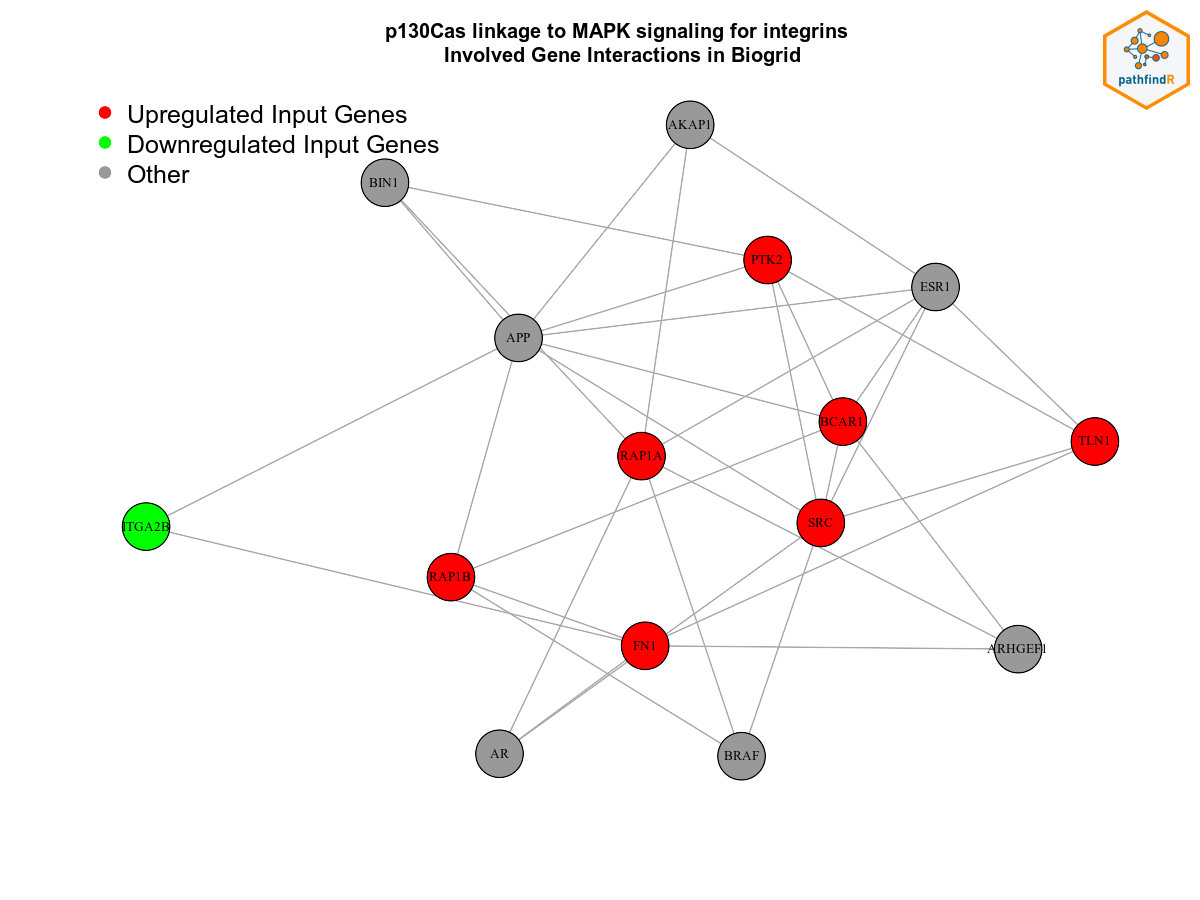 p130Cas linkage to MAPK signaling for integrins
Involved Gene Interactions in Biogrid
pathfindR
Upregulated Input Genes
Downregulated Input Genes
Other
AKAP1
BIN1
PTK2
ESR1
APP
BCAR1
TLN1
RAP1A
SRC
ITGA2B
RAP1B
FN1
ARHGEF1
AR
BRAF